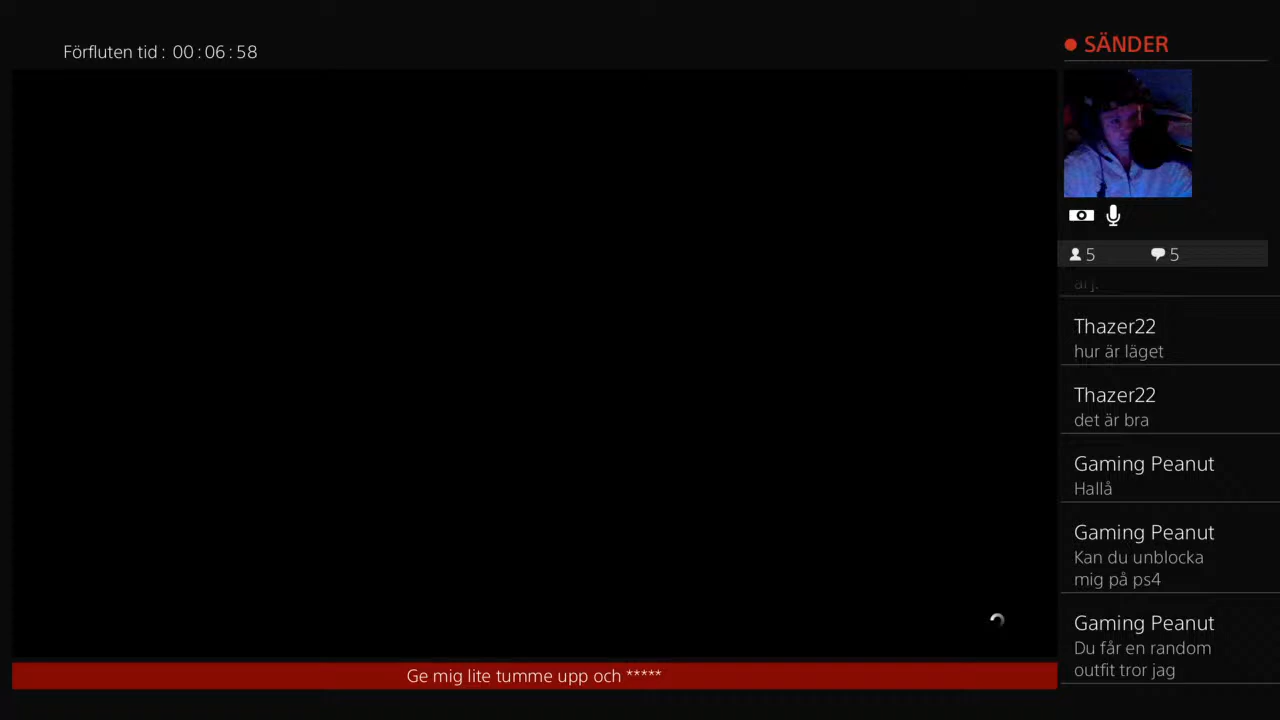 Förfluten tid : 00:06:58
SÄNDER
5
5
Thazer22
hur är läget
Thazer22
det är bra
Gaming Peanut
Hallå
Gaming Peanut
Kan du unblocka
mig på ps4
Gaming Peanut
Du får en random
outfit tror jag
Ge mig lite tumme upp och *****